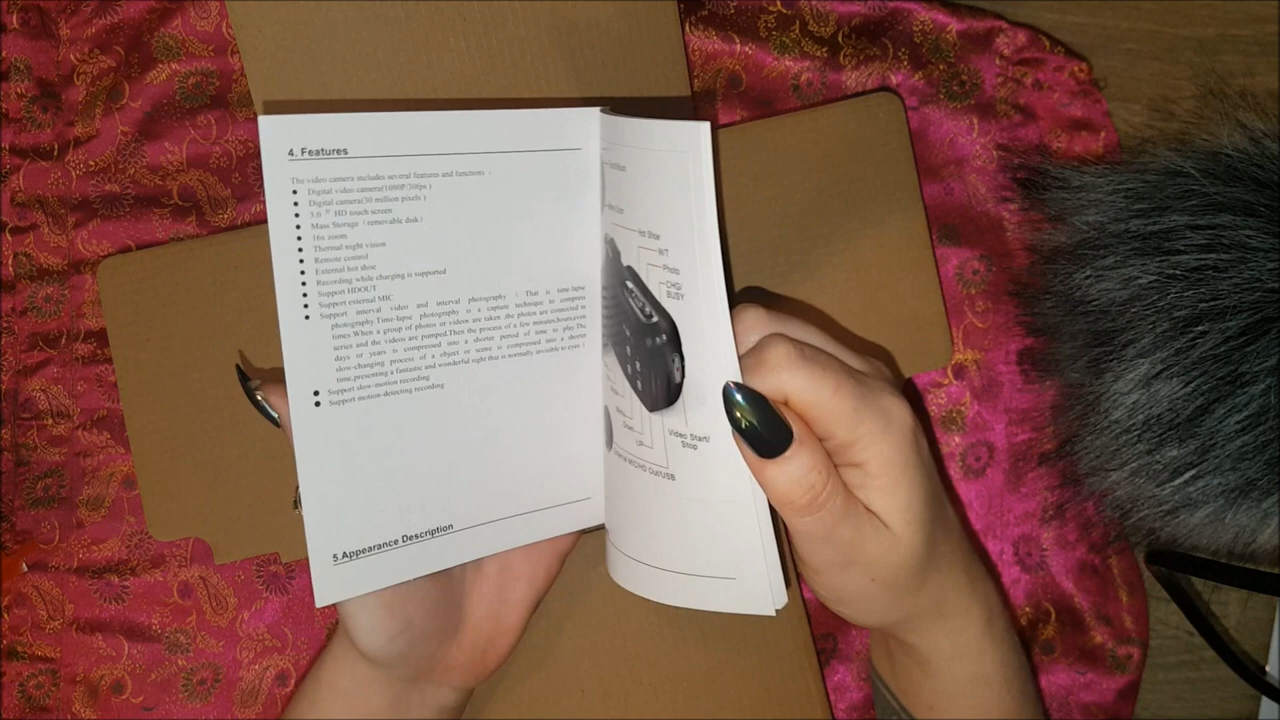 4. Features
The video camera includes several features and functions :
● Digital video camera(1080P/30fps )
● Digital camera(30 million pixels )
● 3.0 " HD touch screen
● Mass Storage ( removable disk)
● 16x zoom
● Thermal night vision
● Remote control
● External hot shoe
● Recording while charging is supported
● Support HDOUT
● Support external MIC
● Support interval video and interval photography ( That is time-lapse
photography.Time-lapse photography is a capture technique to compress
times.When a group of photos or videos are taken ,the photos are connected in
series and the videos are pumped.Then the process of a few minutes,hours,even
days or years is compressed into a shorter period of time to play.The
slow-changing process of a object or scene is compressed into a shorter
time,presenting a fantastic and wonderful sight that is normally invisible to eyes.)
● Support slow-motion recording
● Support motion-detecting recording
5.Appearance Description
Hot Shoe
W/T
Photo
CHG/
BUSY
Menu
Down
UP
Video Start/
Stop
External MIC/HD Out/USB